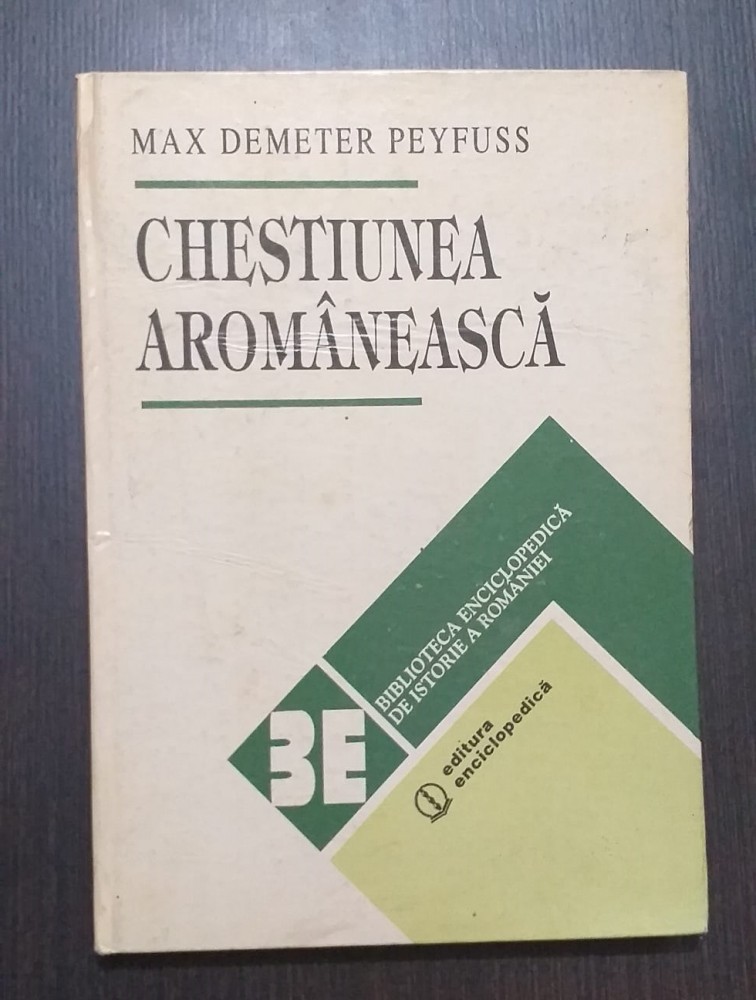 MAX DEMETER PEYFUSS
CHESTIUNEA
AROMÂNEASCĂ
BIBLIOTECA ENCICLOPEDICĂ
DE ISTORIE A ROMÂNIEI
3E
editura
enciclopedică